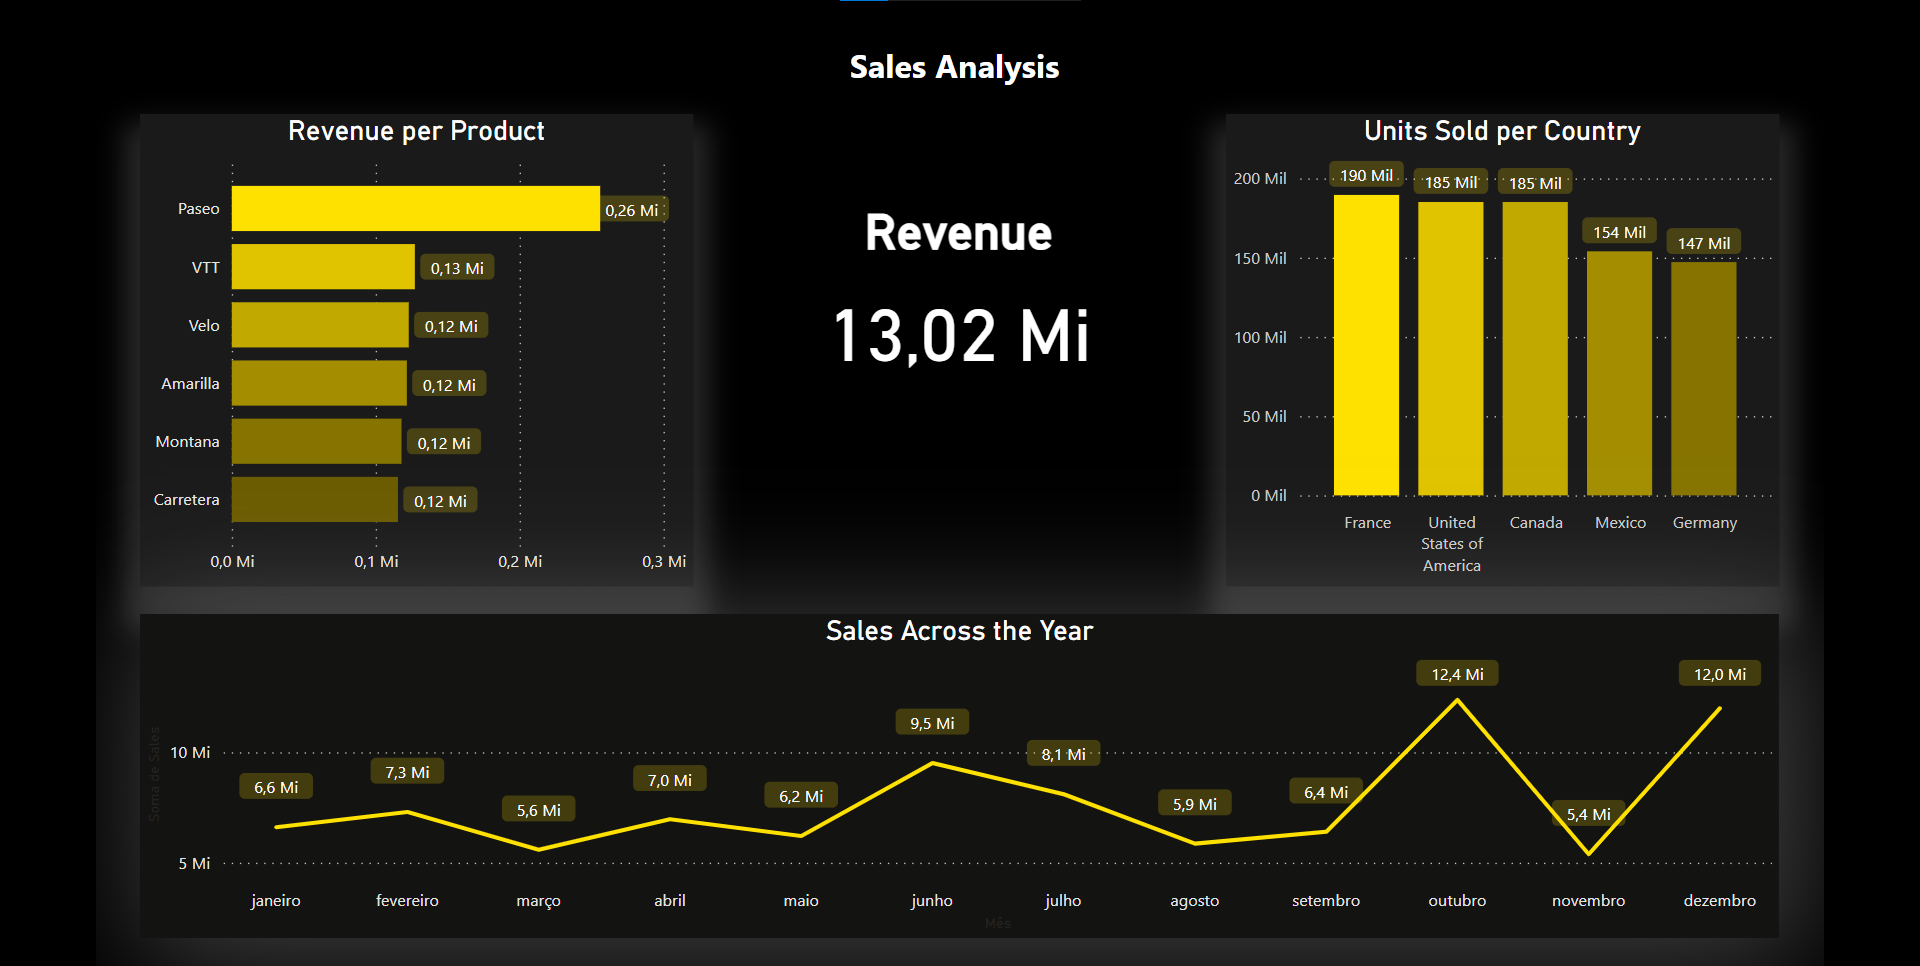 Sales Analysis
Revenue per Product
Paseo
0,26 Mi
VTT
0,13 Mi
Velo
0,12 Mi
Amarilla
0,12 Mi
Montana
0,12 Mi
Carretera
0,12 Mi
0,0 Mi
0,1 Mi
0,2 Mi
0,3 Mi
Revenue
13,02 Mi
Units Sold per Country
200 Mil
150 Mil
100 Mil
50 Mil
0 Mil
190 Mil
185 Mil
185 Mil
154 Mil
147 Mil
France
United
States of
America
Canada
Mexico
Germany
Sales Across the Year
Soma de Sales
10 Mi
5 Mi
6,6 Mi
7,3 Mi
5,6 Mi
7,0 Mi
6,2 Mi
9,5 Mi
8,1 Mi
5,9 Mi
6,4 Mi
12,4 Mi
5,4 Mi
12,0 Mi
janeiro
fevereiro
março
abril
maio
junho
julho
agosto
setembro
outubro
novembro
dezembro
Mês